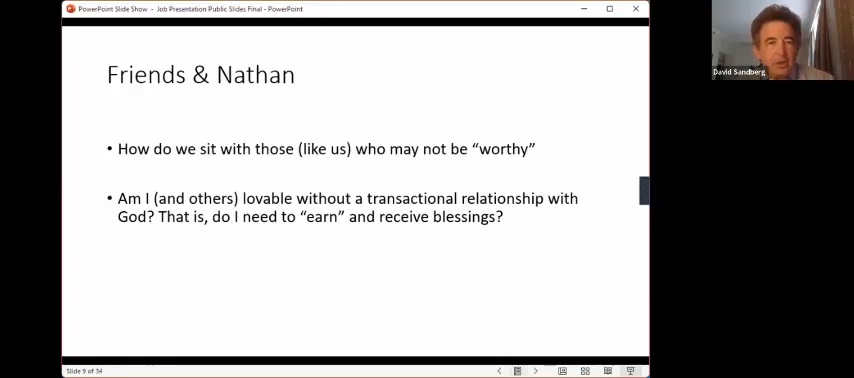 PowerPoint Slide Show - Job Presentation Public Slides Final - PowerPoint
David Sandberg
Friends & Nathan
• How do we sit with those (like us) who may not be “worthy”
• Am I (and others) lovable without a transactional relationship with
God? That is, do I need to “earn” and receive blessings?
Slide 9 of 34